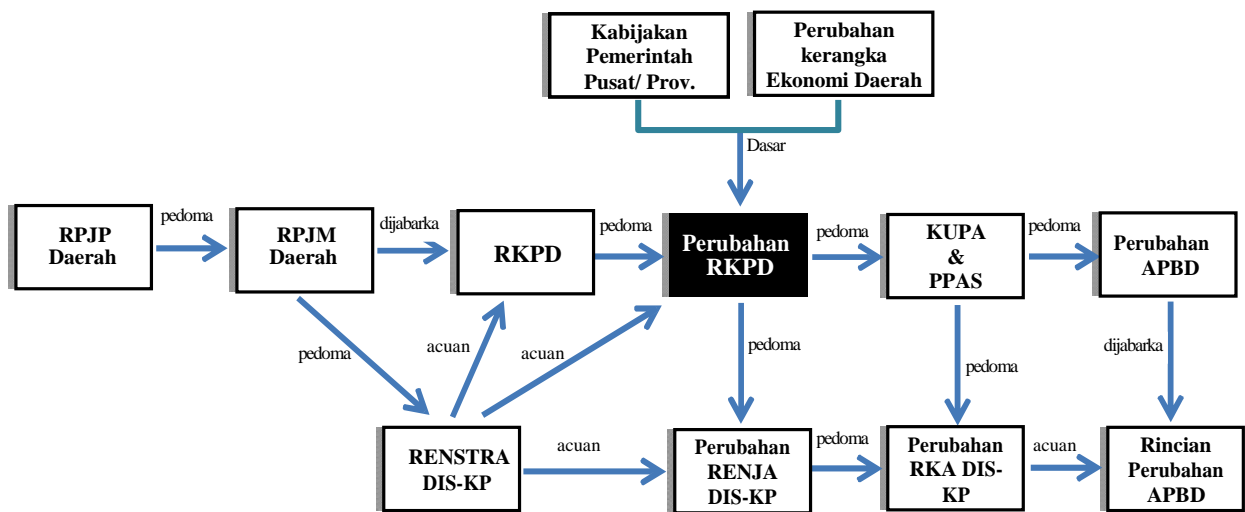 Kabijakan
Pemerintah
Pusat/ Prov.
Perubahan
kerangka
Ekonomi Daerah
Dasar
RPJP
Daerah
pedoma
RPJM
Daerah
dijabarka
RKPD
pedoma
Perubahan
RKPD
pedoma
KUPA
&
PPAS
pedoma
Perubahan
APBD
pedoma
acuan
acuan
pedoma
pedoma
dijabarka
RENSTRA
DIS-KP
acuan
Perubahan
RENJA
DIS-KP
pedoma
Perubahan
RKA DIS-
KP
acuan
Rincian
Perubahan
APBD